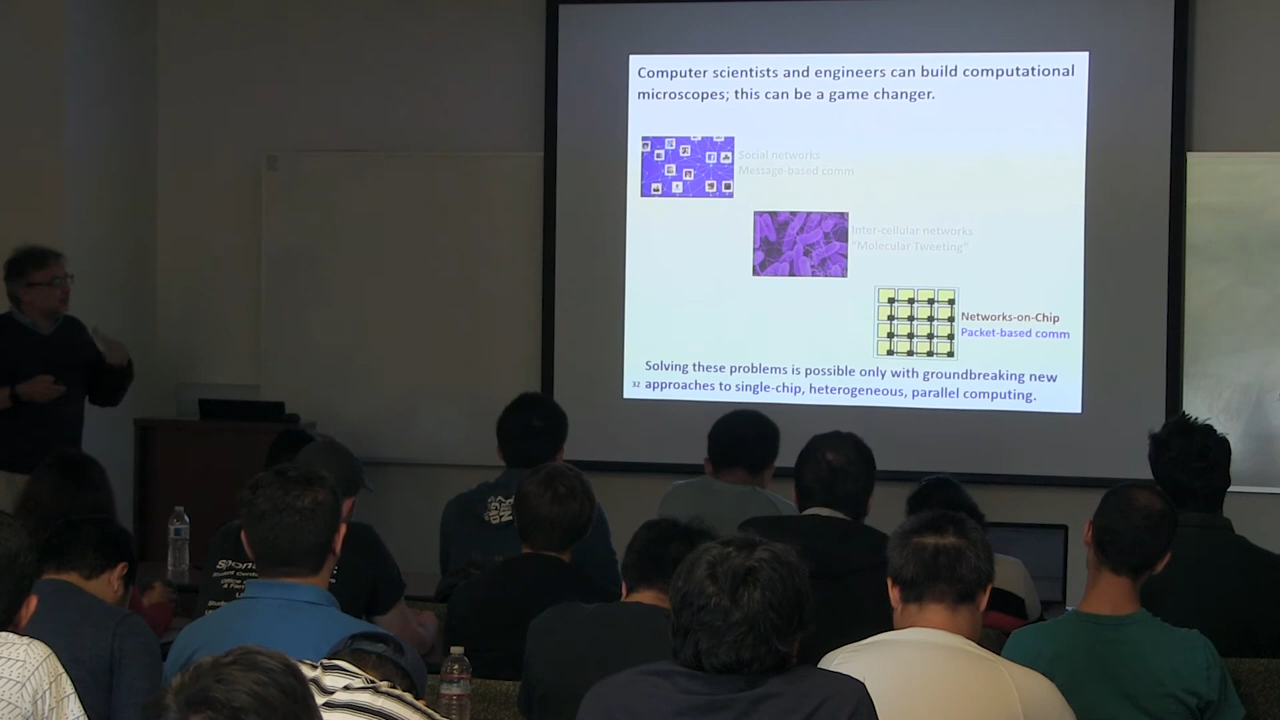 Computer scientists and engineers can build computational
microscopes; this can be a game changer.
Social networks
Message-based comm
Inter-cellular networks
"Molecular Tweeting"
Networks-on-Chip
Packet-based comm
Solving these problems is possible only with groundbreaking new
32 approaches to single-chip, heterogeneous, parallel computing.